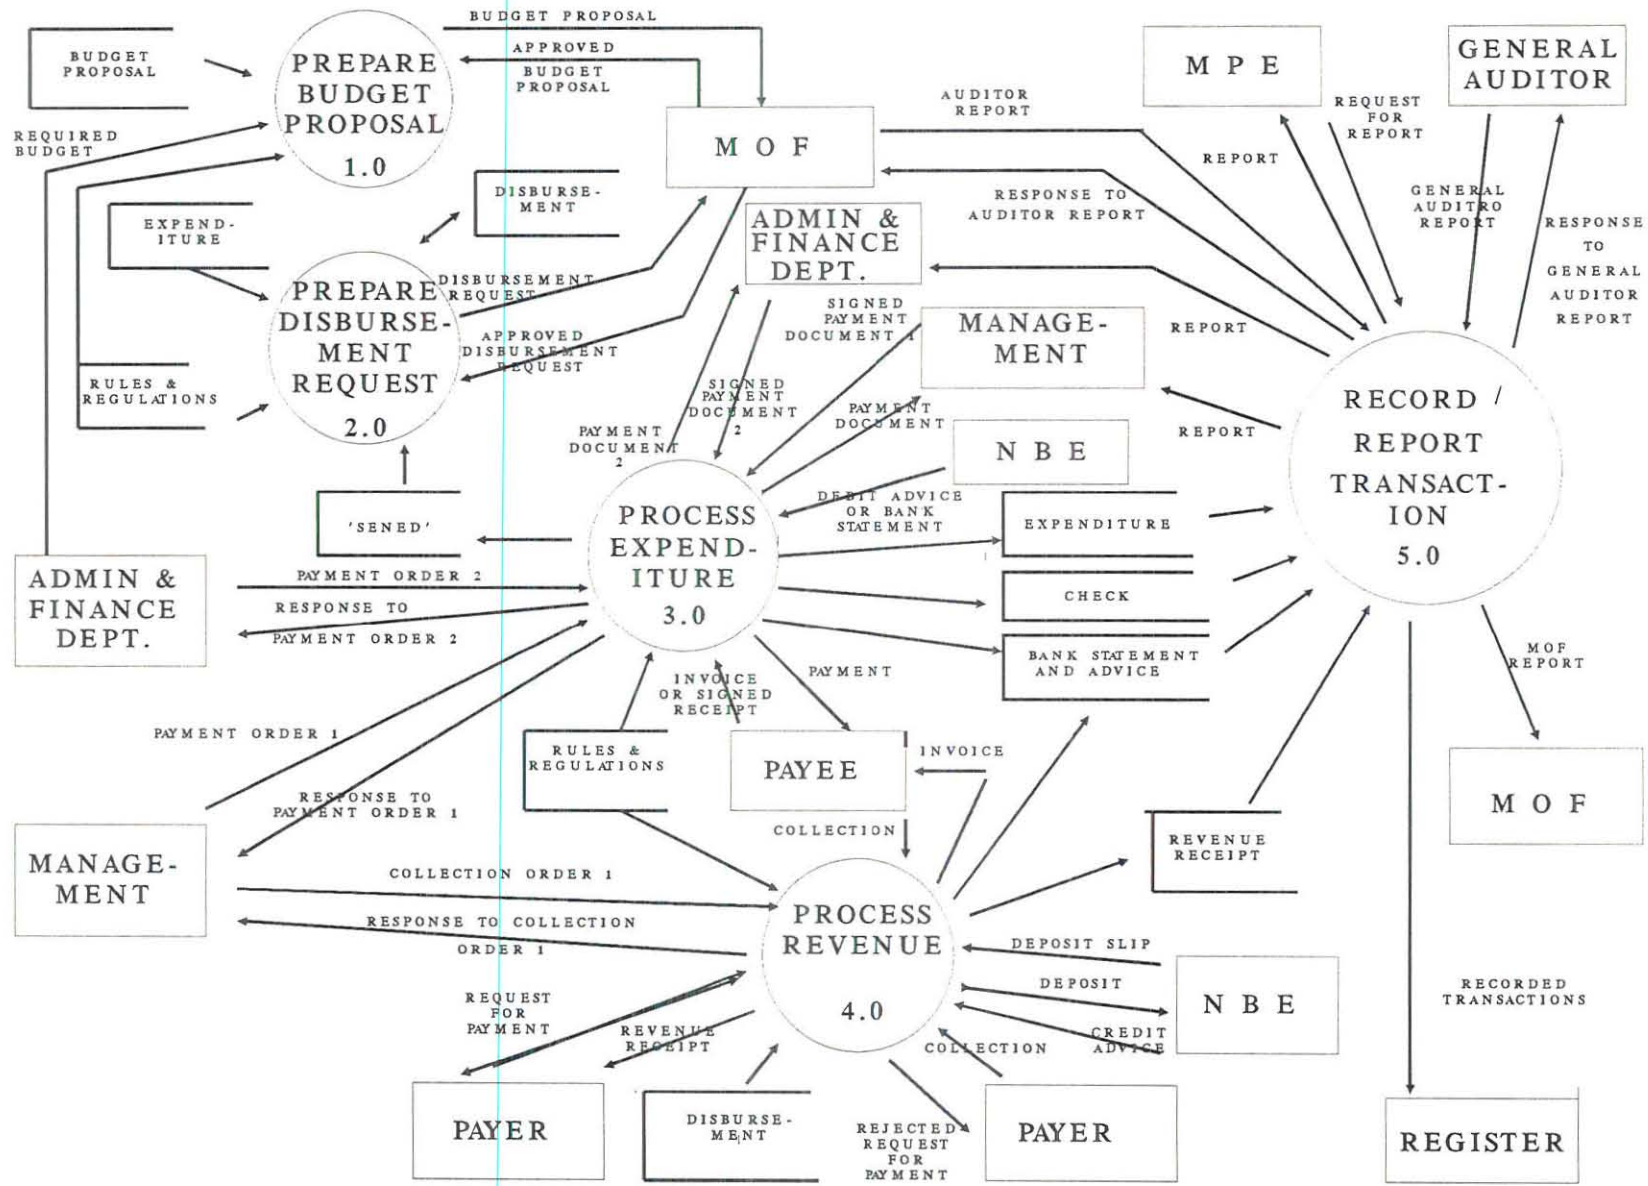 BUDGET PROPOSAL
BUDGET
PROPOSAL
PREPARE
BUDGET
PROPOSAL
1.0
APPROVED
BUDGET
PROPOSAL
M P E
GENERAL
AUDITOR
REQUIRED
BUDGET
M O F
AUDITOR
REPORT
REQUEST
FOR
REPORT
REPORT
EXPEND-
ITURE
DISBURSE-
MENT
RESPONSE TO
AUDITOR REPORT
GENERAL
AUDITRO
REPORT
RESPONSE
TO
GENERAL
AUDITOR
REPORT
ADMIN &
FINANCE
DEPT.
PREPARE
DISBURSE-
MENT
REQUEST
2.0
DISBURSEMENT
REQUEST
APPROVED
DISBURSEMENT
REQUEST
SIGNED
PAYMENT
DOCUMENT 1
MANAGE-
MENT
REPORT
RULES &
REGULATIONS
SIGNED
PAYMENT
DOCUMENT
2
PAYMENT
DOCUMENT
2
PAYMENT
DOCUMENT
REPORT
RECORD /
REPORT
TRANSACT-
ION
5.0
N B E
'SENED'
PROCESS
EXPEND-
ITURE
3.0
DEBIT ADVICE
OR BANK
STATEMENT
EXPENDITURE
ADMIN &
FINANCE
DEPT.
PAYMENT ORDER 2
RESPONSE TO
PAYMENT ORDER 2
CHECK
BANK STATEMENT
AND ADVICE
MOF
REPORT
INVOICE
OR SIGNED
RECEIPT
PAYMENT
PAYMENT ORDER 1
RULES &
REGULATIONS
PAYEE
INVOICE
M O F
RESPONSE TO
PAYMENT ORDER 1
COLLECTION
REVENUE
RECEIPT
MANAGE-
MENT
COLLECTION ORDER 1
RESPONSE TO COLLECTION
ORDER 1
PROCESS
REVENUE
4.0
DEPOSIT SLIP
DEPOSIT
N B E
CREDIT
ADVICE
RECORDED
TRANSACTIONS
REQUEST
FOR
PAYMENT
REVENUE
RECEIPT
COLLECTION
PAYER
DISBURSE-
MENT
REJECTED
REQUEST
FOR
PAYMENT
PAYER
REGISTER